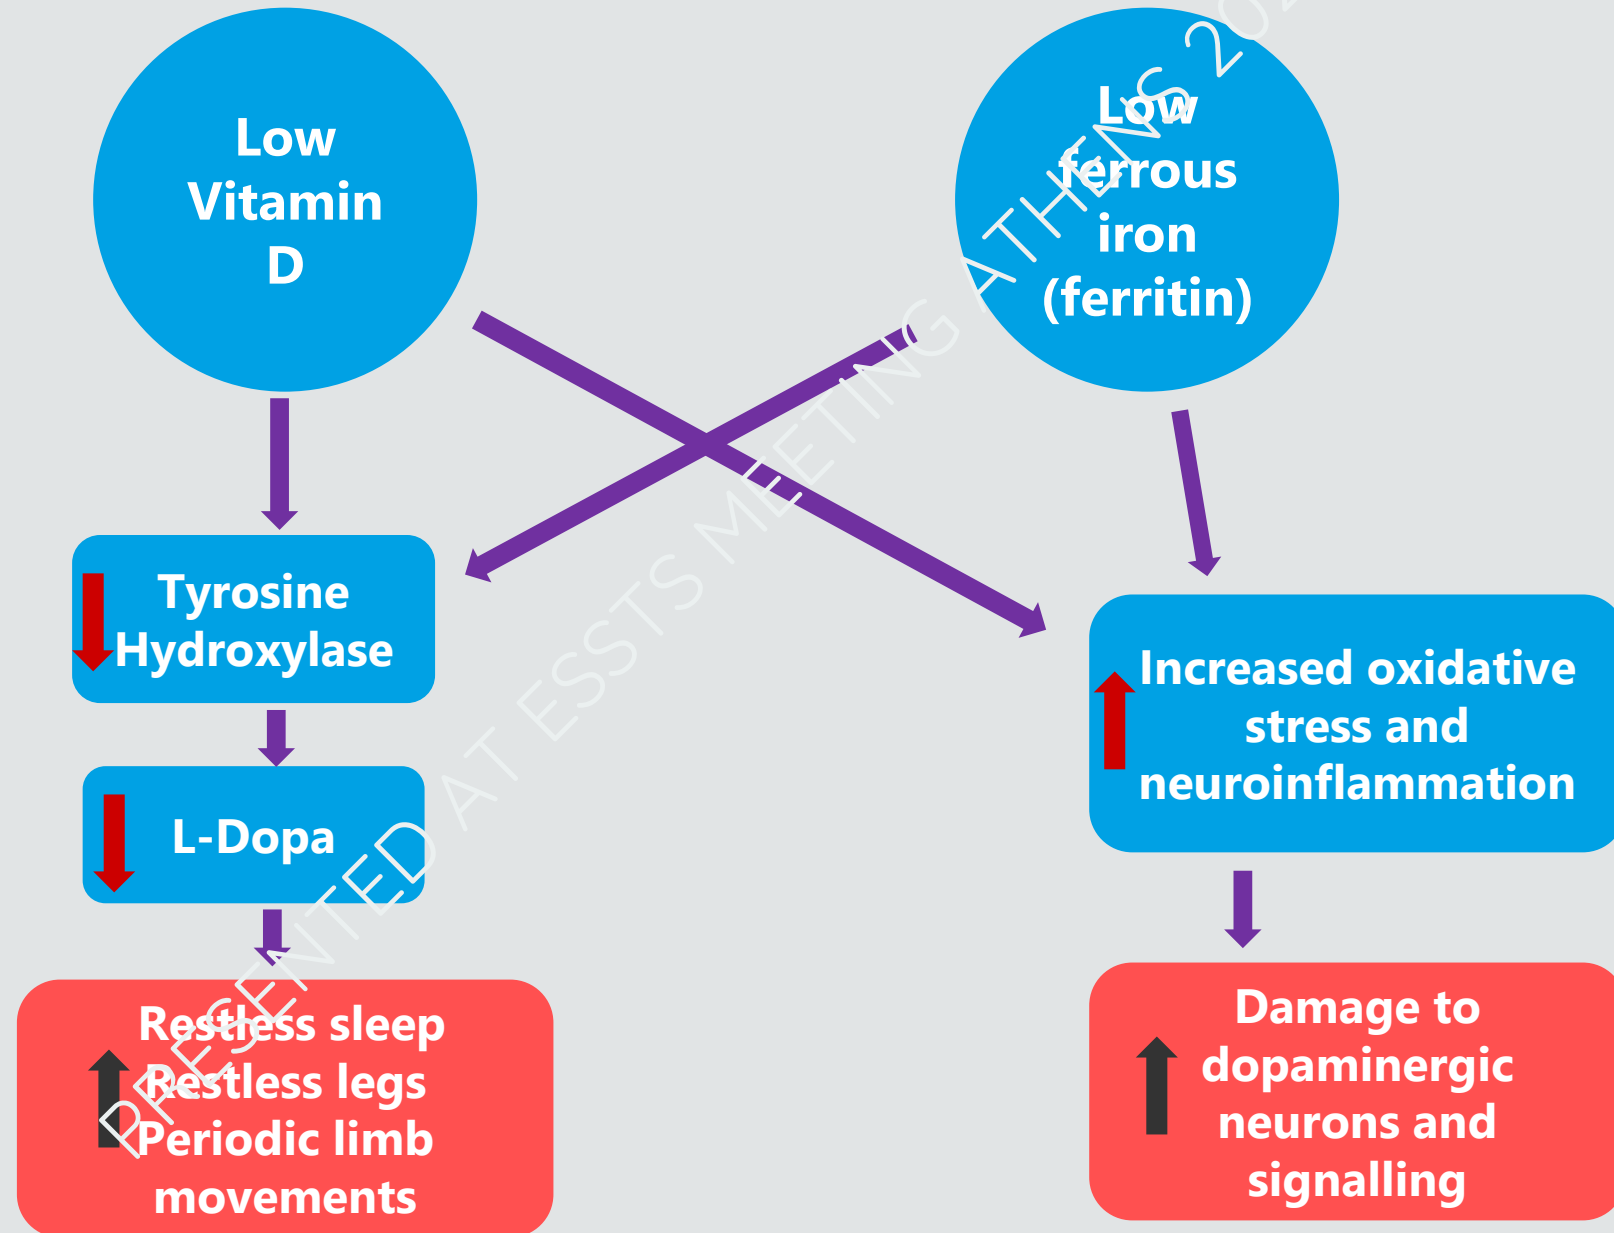 Low
Vitamin
D
Low
ferrous
iron
(ferritin)
Tyrosine
Hydroxylase
L-Dopa
Restless sleep
Restless legs
Periodic limb
movements
Increased oxidative
stress and
neuroinflammation
Damage to
dopaminergic
neurons and
signalling
PRESENTED AT ESSTS MEETING ATHENS